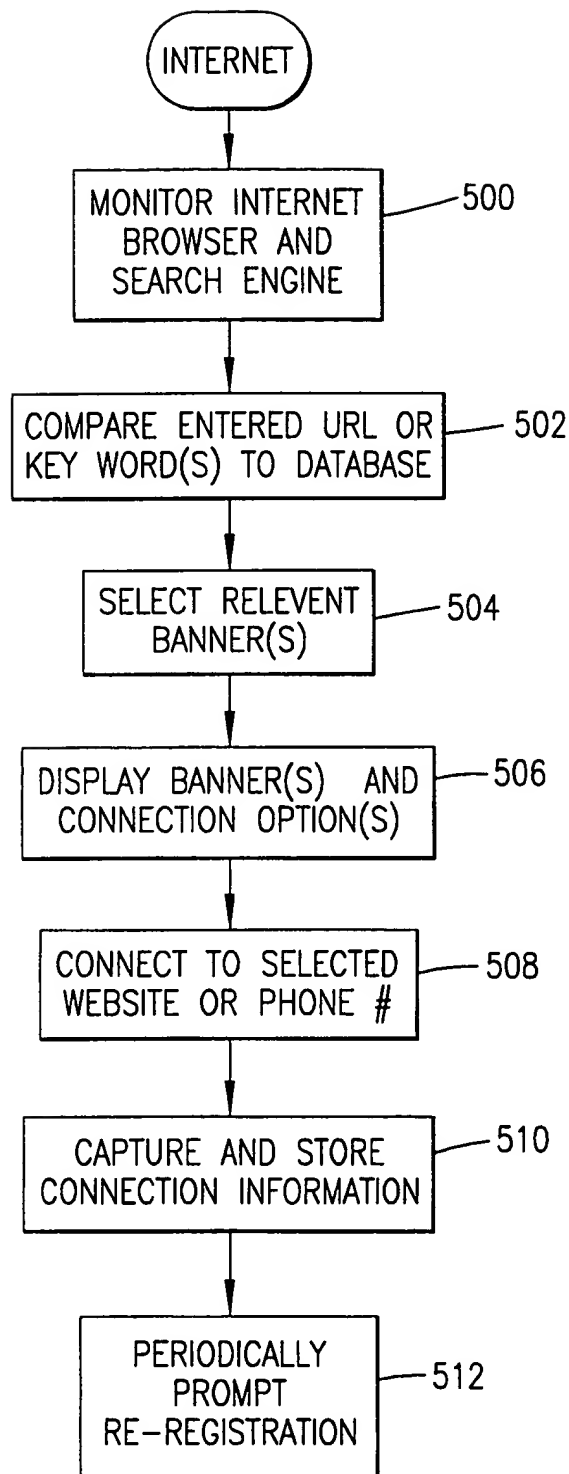 INTERNET
MONITOR INTERNET
BROWSER AND
SEARCH ENGINE
500
COMPARE ENTERED URL OR
KEY WORD(S) TO DATABASE
502
SELECT RELEVENT
BANNER(S)
504
DISPLAY BANNER(S) AND
CONNECTION OPTION(S)
506
CONNECT TO SELECTED
WEBSITE OR PHONE #
508
CAPTURE AND STORE
CONNECTION INFORMATION
510
PERIODICALLY
PROMPT
RE-REGISTRATION
512